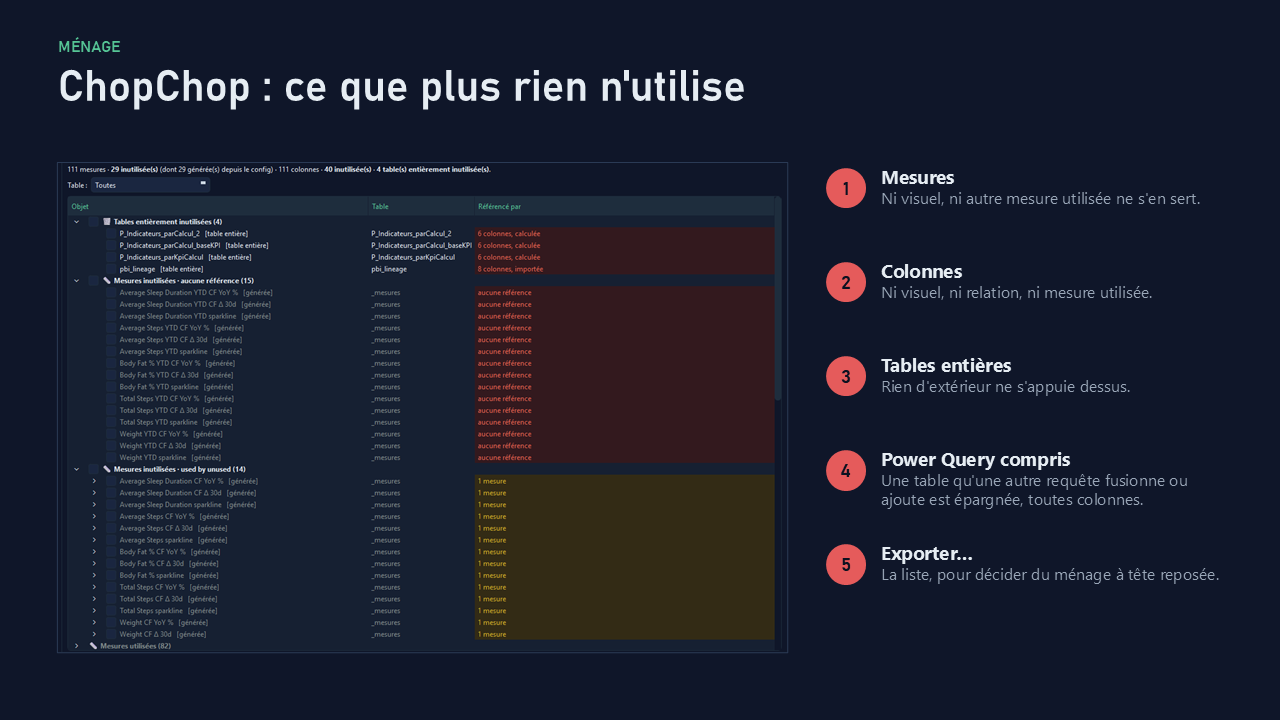 MÉNAGE
ChopChop : ce que plus rien n'utilise
111 mesures · 29 inutilisée(s) (dont 29 générée(s) depuis le config) · 111 colonnes · 40 inutilisée(s) · 4 table(s) entièrement inutilisée(s).
Table : Toutes
Objet Table Référencé par
Tables entièrement inutilisées (4)
P_Indicateurs_parCalcul_2 [table entière] P_Indicateurs_parCalcul_2 6 colonnes, calculée
P_Indicateurs_parCalcul_baseKPI [table entière] P_Indicateurs_parCalcul_baseKPI 6 colonnes, calculée
P_Indicateurs_parKpiCalcul [table entière] P_Indicateurs_parKpiCalcul 6 colonnes, calculée
pbi_lineage [table entière] pbi_lineage 8 colonnes, importée
Mesures inutilisées · aucune référence (15)
Average Sleep Duration YTD CF YoY % [générée] _mesures aucune référence
Average Sleep Duration YTD CF Δ 30d [générée] _mesures aucune référence
Average Sleep Duration YTD sparkline [générée] _mesures aucune référence
Average Steps YTD CF YoY % [générée] _mesures aucune référence
Average Steps YTD CF Δ 30d [générée] _mesures aucune référence
Average Steps YTD sparkline [générée] _mesures aucune référence
Body Fat % YTD CF YoY % [générée] _mesures aucune référence
Body Fat % YTD CF Δ 30d [générée] _mesures aucune référence
Body Fat % YTD sparkline [générée] _mesures aucune référence
Total Steps YTD CF YoY % [générée] _mesures aucune référence
Total Steps YTD CF Δ 30d [générée] _mesures aucune référence
Total Steps YTD sparkline [générée] _mesures aucune référence
Weight YTD CF YoY % [générée] _mesures aucune référence
Weight YTD CF Δ 30d [générée] _mesures aucune référence
Weight YTD sparkline [générée] _mesures aucune référence
Mesures inutilisées · used by unused (14)
Average Sleep Duration CF YoY % [générée] _mesures 1 mesure
Average Sleep Duration CF Δ 30d [générée] _mesures 1 mesure
Average Sleep Duration sparkline [générée] _mesures 1 mesure
Average Steps CF YoY % [générée] _mesures 1 mesure
Average Steps CF Δ 30d [générée] _mesures 1 mesure
Average Steps sparkline [générée] _mesures 1 mesure
Body Fat % CF YoY % [générée] _mesures 1 mesure
Body Fat % CF Δ 30d [générée] _mesures 1 mesure
Body Fat % sparkline [générée] _mesures 1 mesure
Total Steps CF YoY % [générée] _mesures 1 mesure
Total Steps CF Δ 30d [générée] _mesures 1 mesure
Total Steps sparkline [générée] _mesures 1 mesure
Weight CF YoY % [générée] _mesures 1 mesure
Weight CF Δ 30d [générée] _mesures 1 mesure
Mesures utilisées (82)
1 Mesures
Ni visuel, ni autre mesure utilisée ne s'en sert.
2 Colonnes
Ni visuel, ni relation, ni mesure utilisée.
3 Tables entières
Rien d'extérieur ne s'appuie dessus.
4 Power Query compris
Une table qu'une autre requête fusionne ou
ajoute est épargnée, toutes colonnes.
5 Exporter…
La liste, pour décider du ménage à tête reposée.